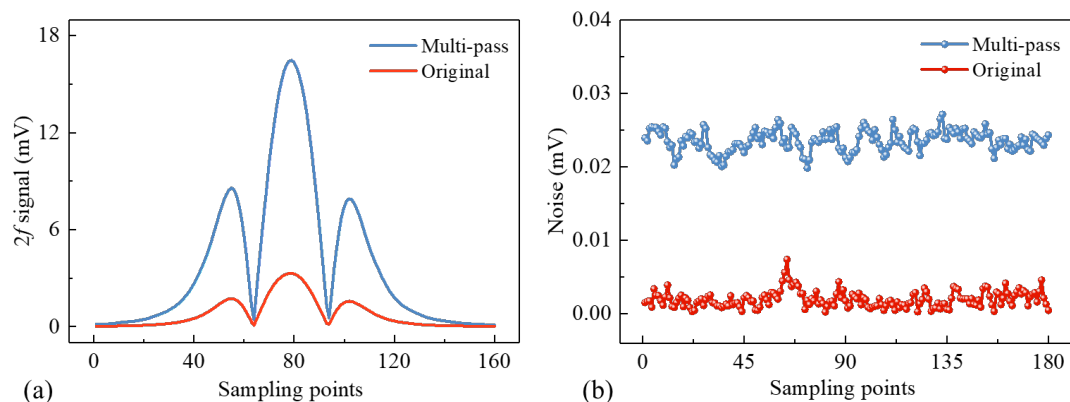 18
12
6
0
2f signal (mV)
Multi-pass
Original
0 40 80 120 160
(a) Sampling points
0.04
0.03
0.02
0.01
0.00
Noise (mV)
Multi-pass
Original
0 45 90 135 180
(b) Sampling points